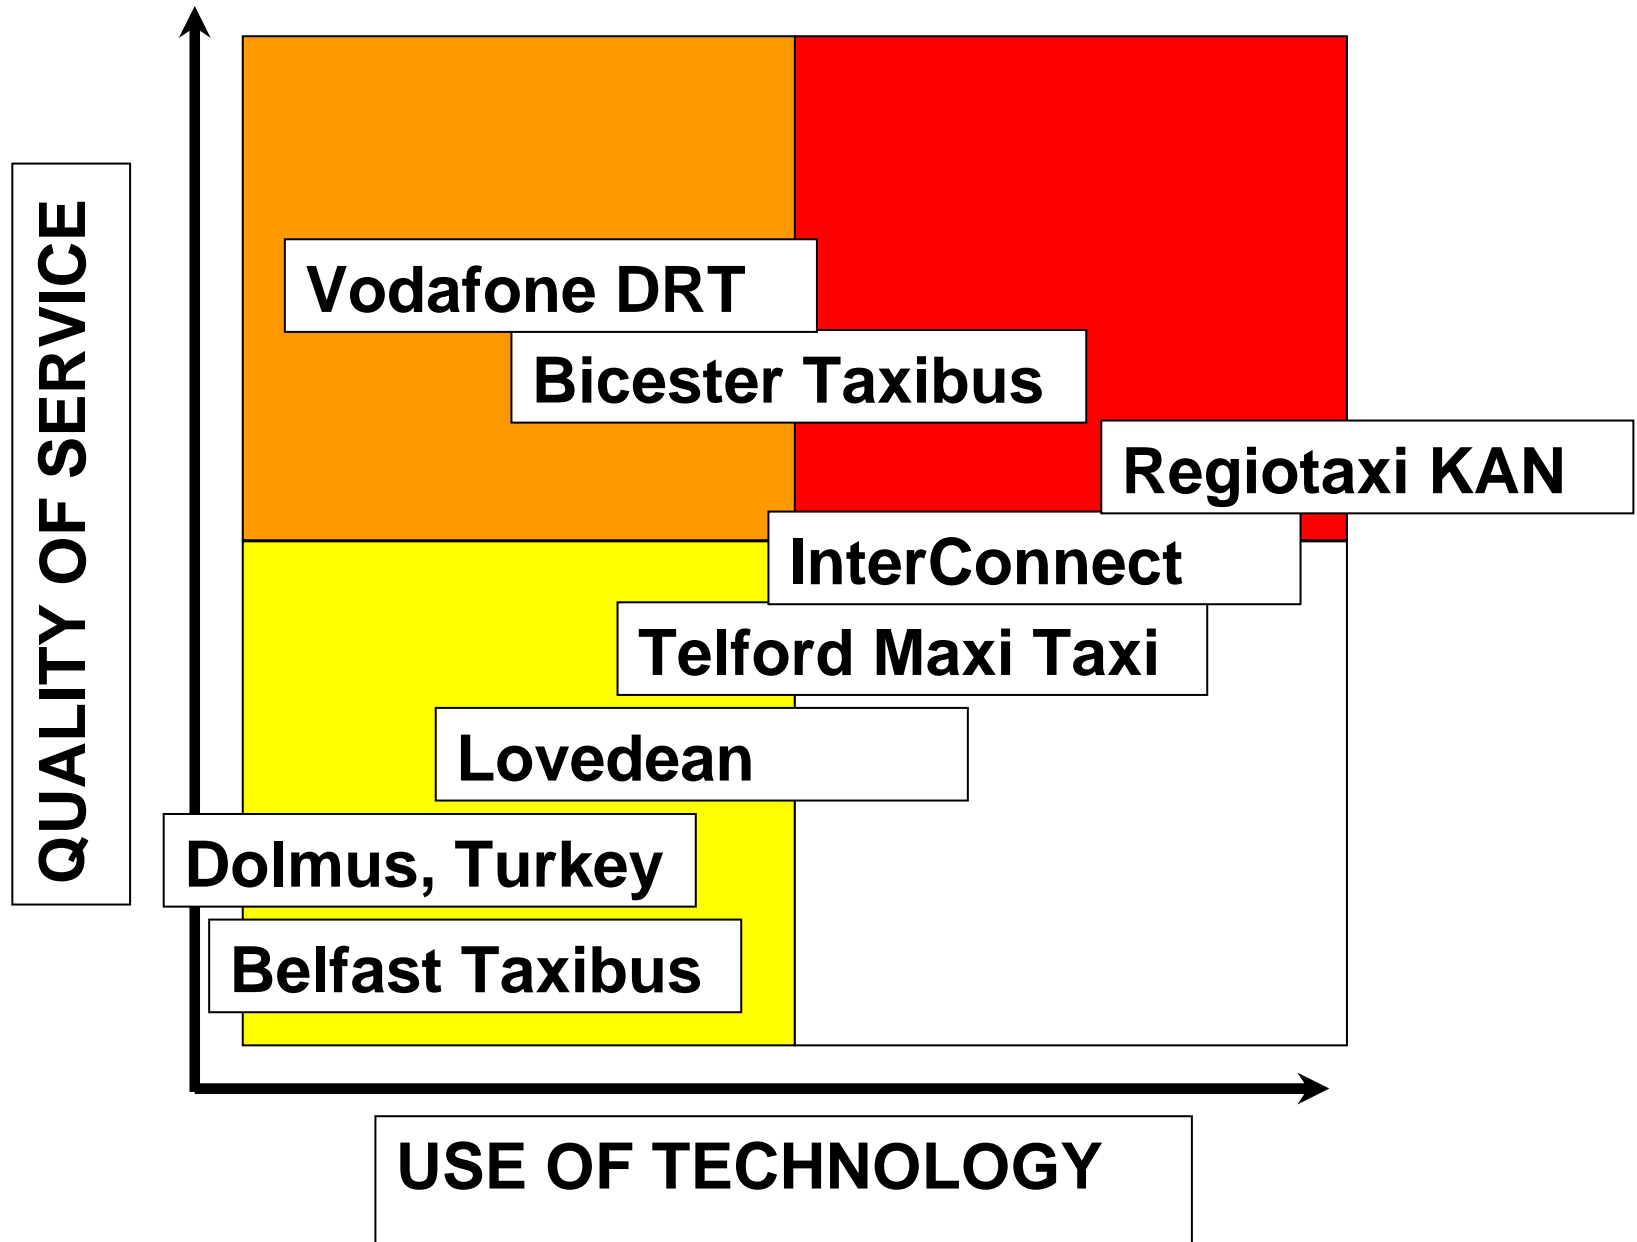 QUALITY OF SERVICE
Vodafone DRT
Bicester Taxibus
Regiotaxi KAN
InterConnect
Telford Maxi Taxi
Lovedean
Dolmus, Turkey
Belfast Taxibus
USE OF TECHNOLOGY